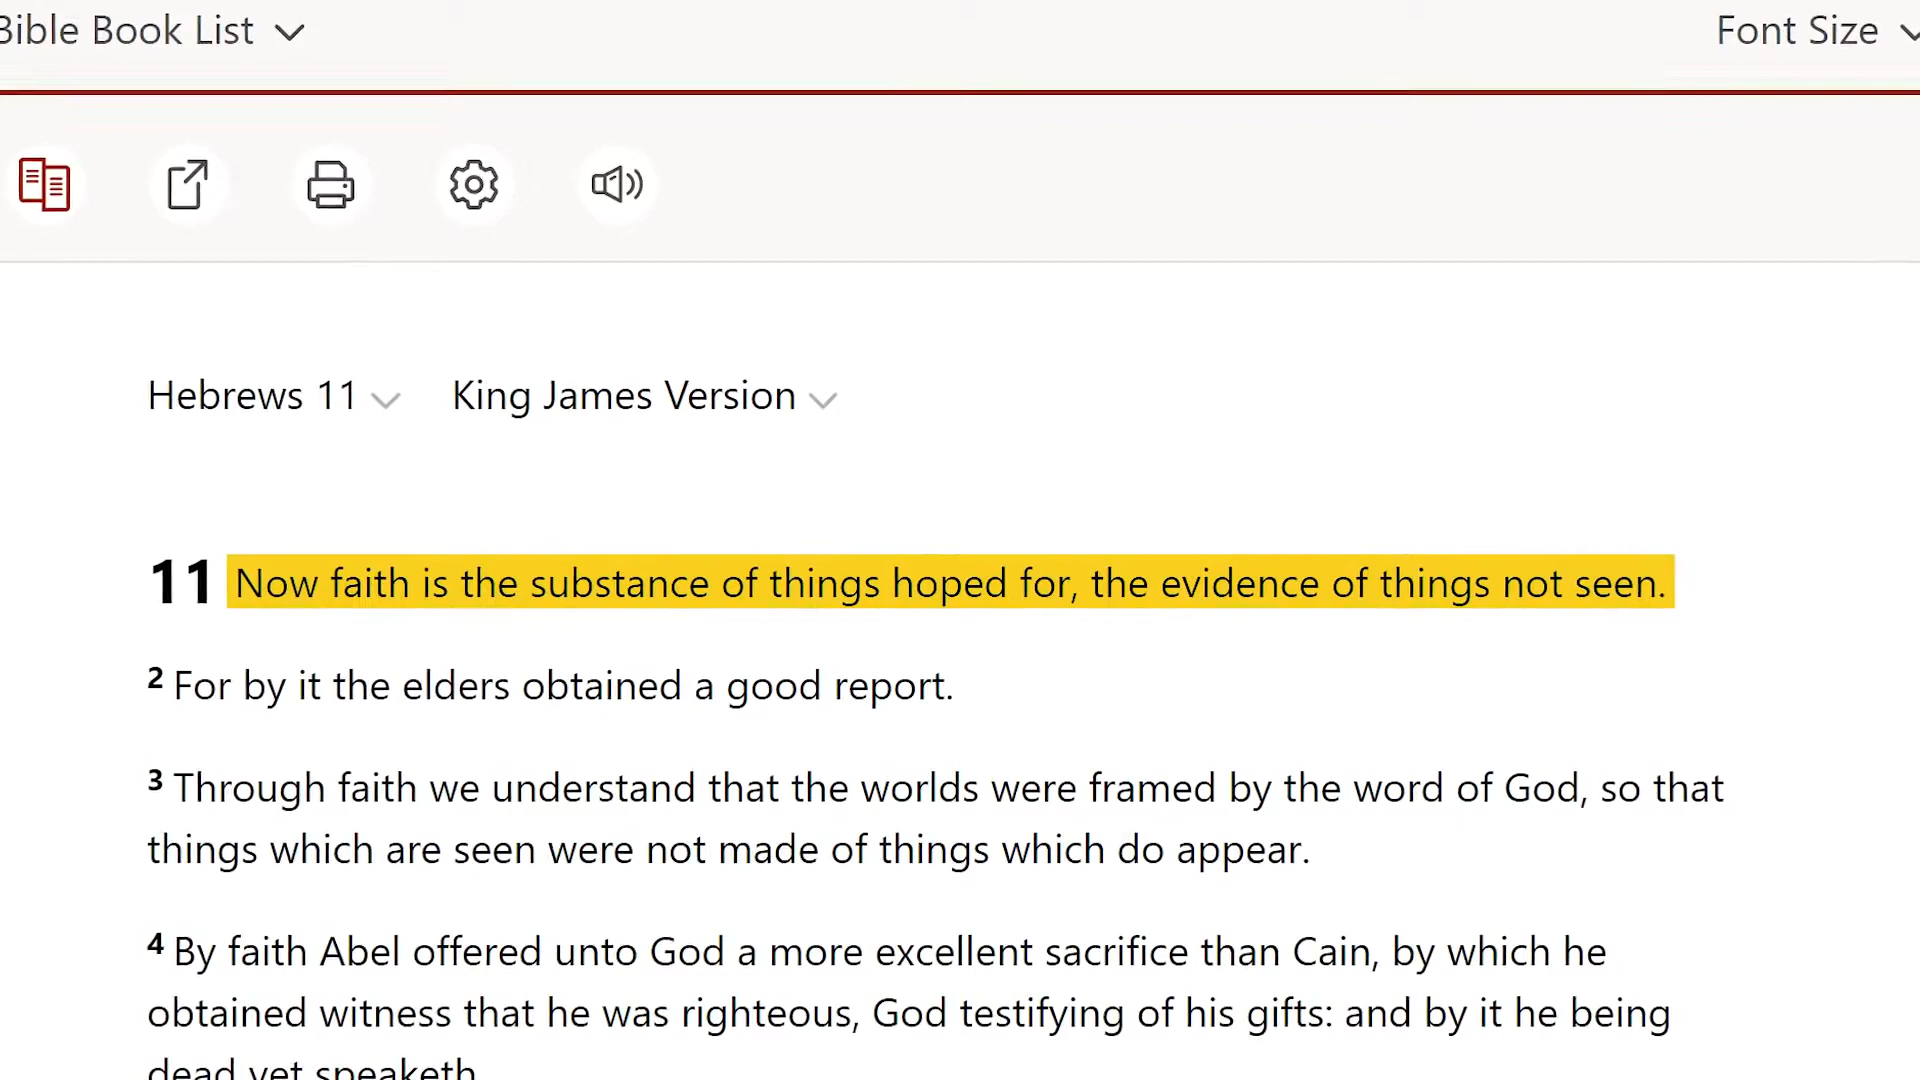 Bible Book List
Font Size
Hebrews 11 King James Version
11 Now faith is the substance of things hoped for, the evidence of things not seen.
2 For by it the elders obtained a good report.
3 Through faith we understand that the worlds were framed by the word of God, so that
things which are seen were not made of things which do appear.
4 By faith Abel offered unto God a more excellent sacrifice than Cain, by which he
obtained witness that he was righteous, God testifying of his gifts: and by it he being
dead yet speaketh